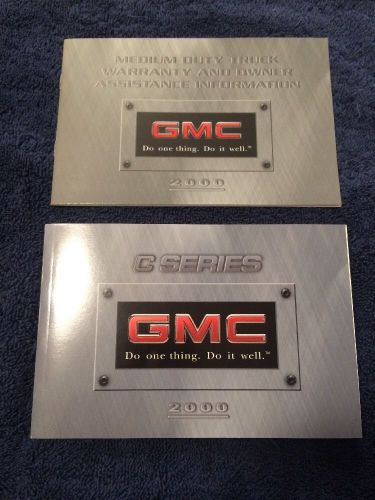 MEDIUM DUTY TRUCK
WARRANTY AND OWNER
ASSISTANCE INFORMATION
GMC
Do one thing. Do it well.™
2000
C SERIES
GMC
Do one thing. Do it well.™
2000